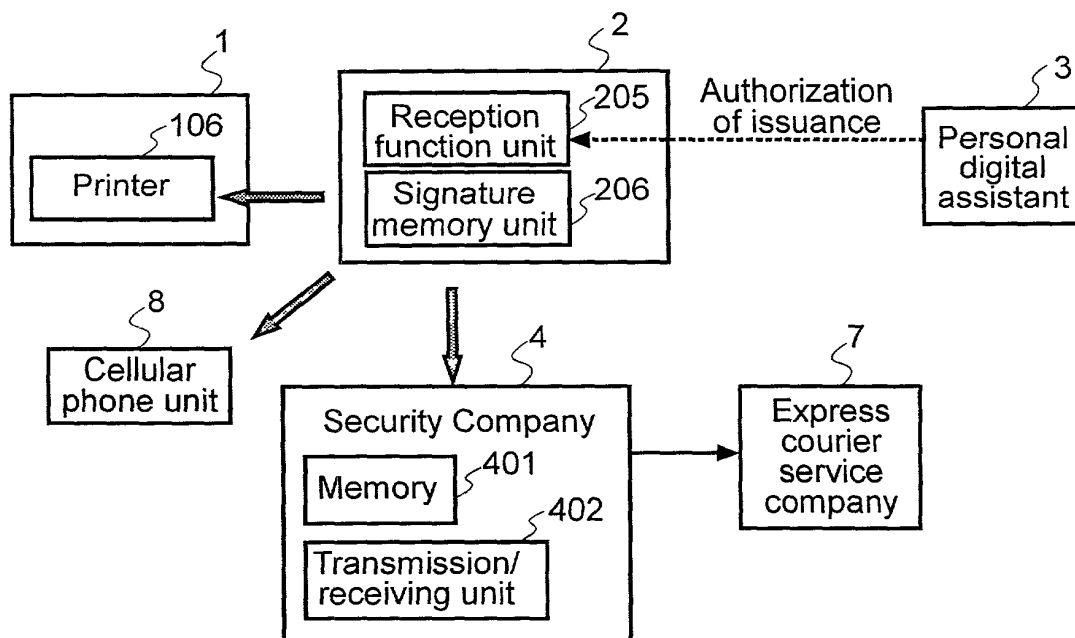 1
106
Printer
2
Reception
function unit
205
Signature
memory unit
206
Authorization
of issuance
3
Personal
digital
assistant
8
Cellular
phone unit
4
Security Company
Memory
401
402
Transmission/
receiving unit
7
Express
courier
service
company